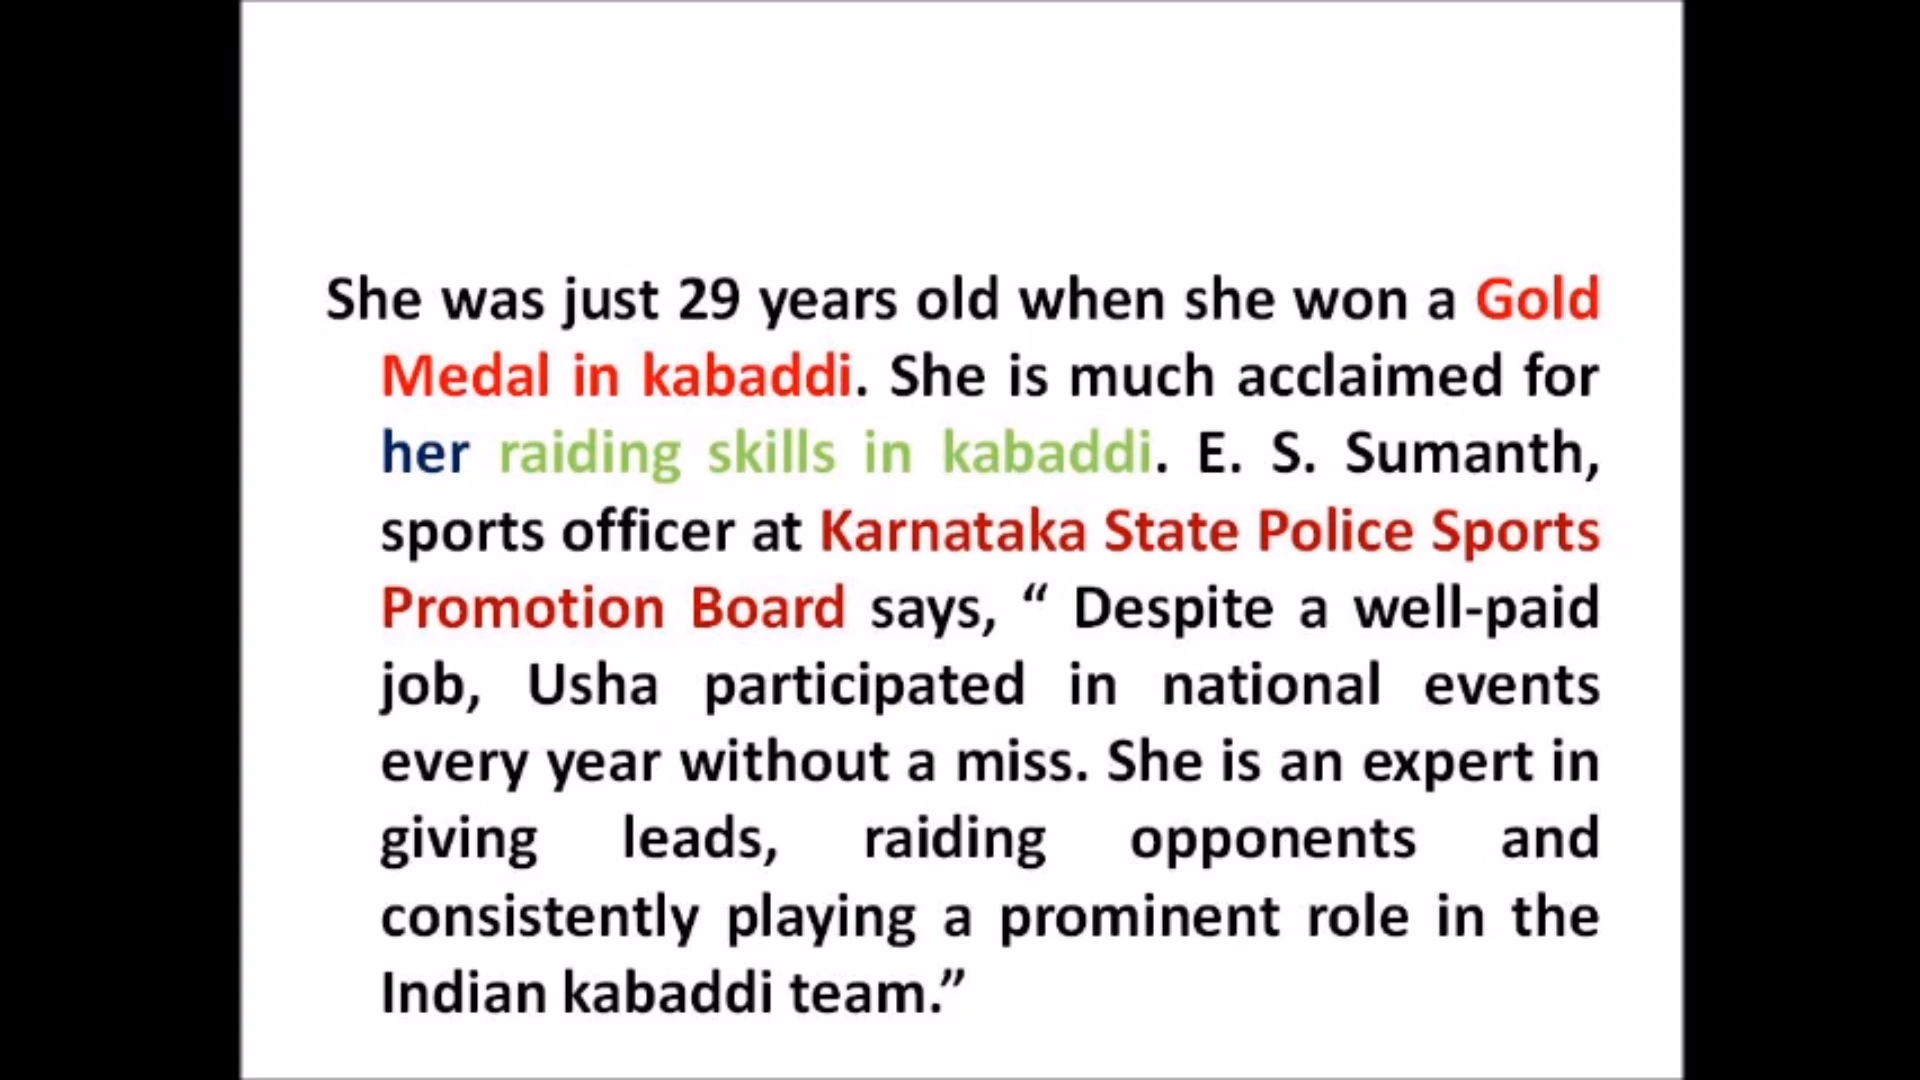 She was just 29 years old when she won a Gold
Medal in kabaddi. She is much acclaimed for
her raiding skills in kabaddi. E. S. Sumanth,
sports officer at Karnataka State Police Sports
Promotion Board says, “ Despite a well-paid
job, Usha participated in national events
every year without a miss. She is an expert in
giving leads, raiding opponents and
consistently playing a prominent role in the
Indian kabaddi team.”